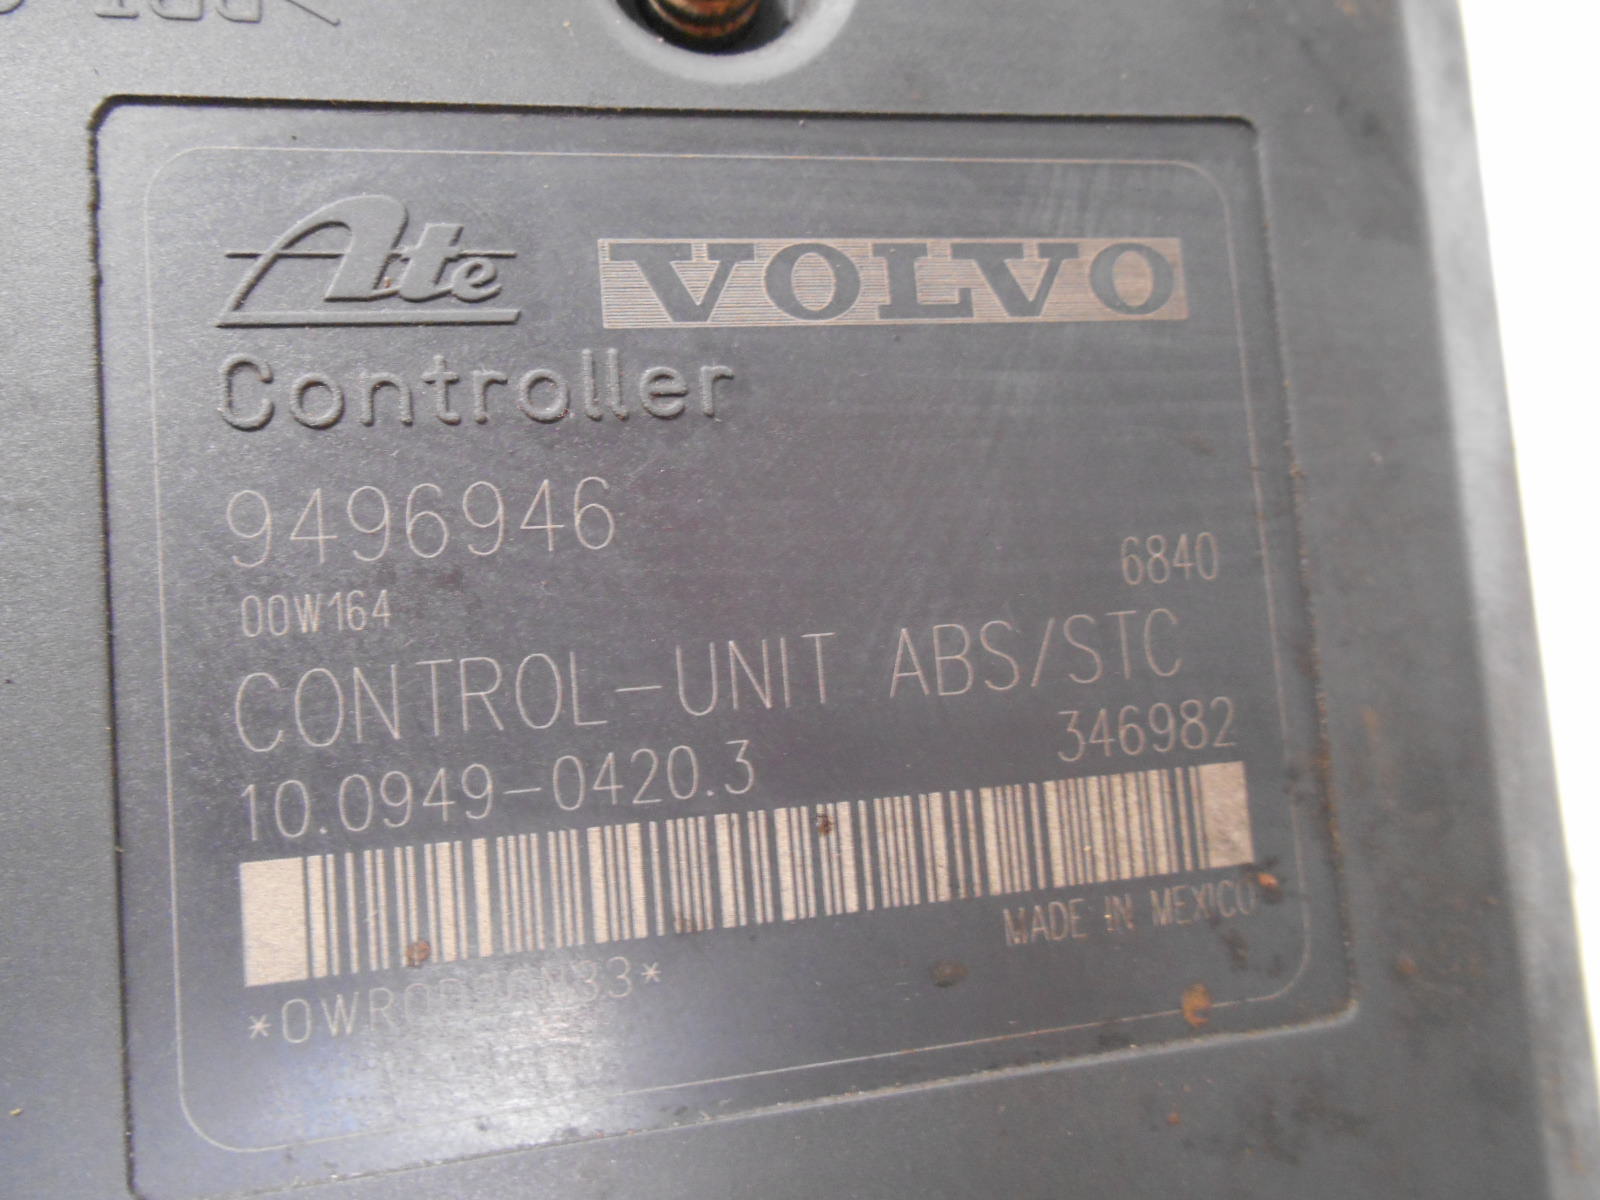 Ate VOLVO
Controller
9496946
00W164 6840
CONTROL-UNIT ABS/STC
10.0949-0420.3 346982
MADE IN MEXICO